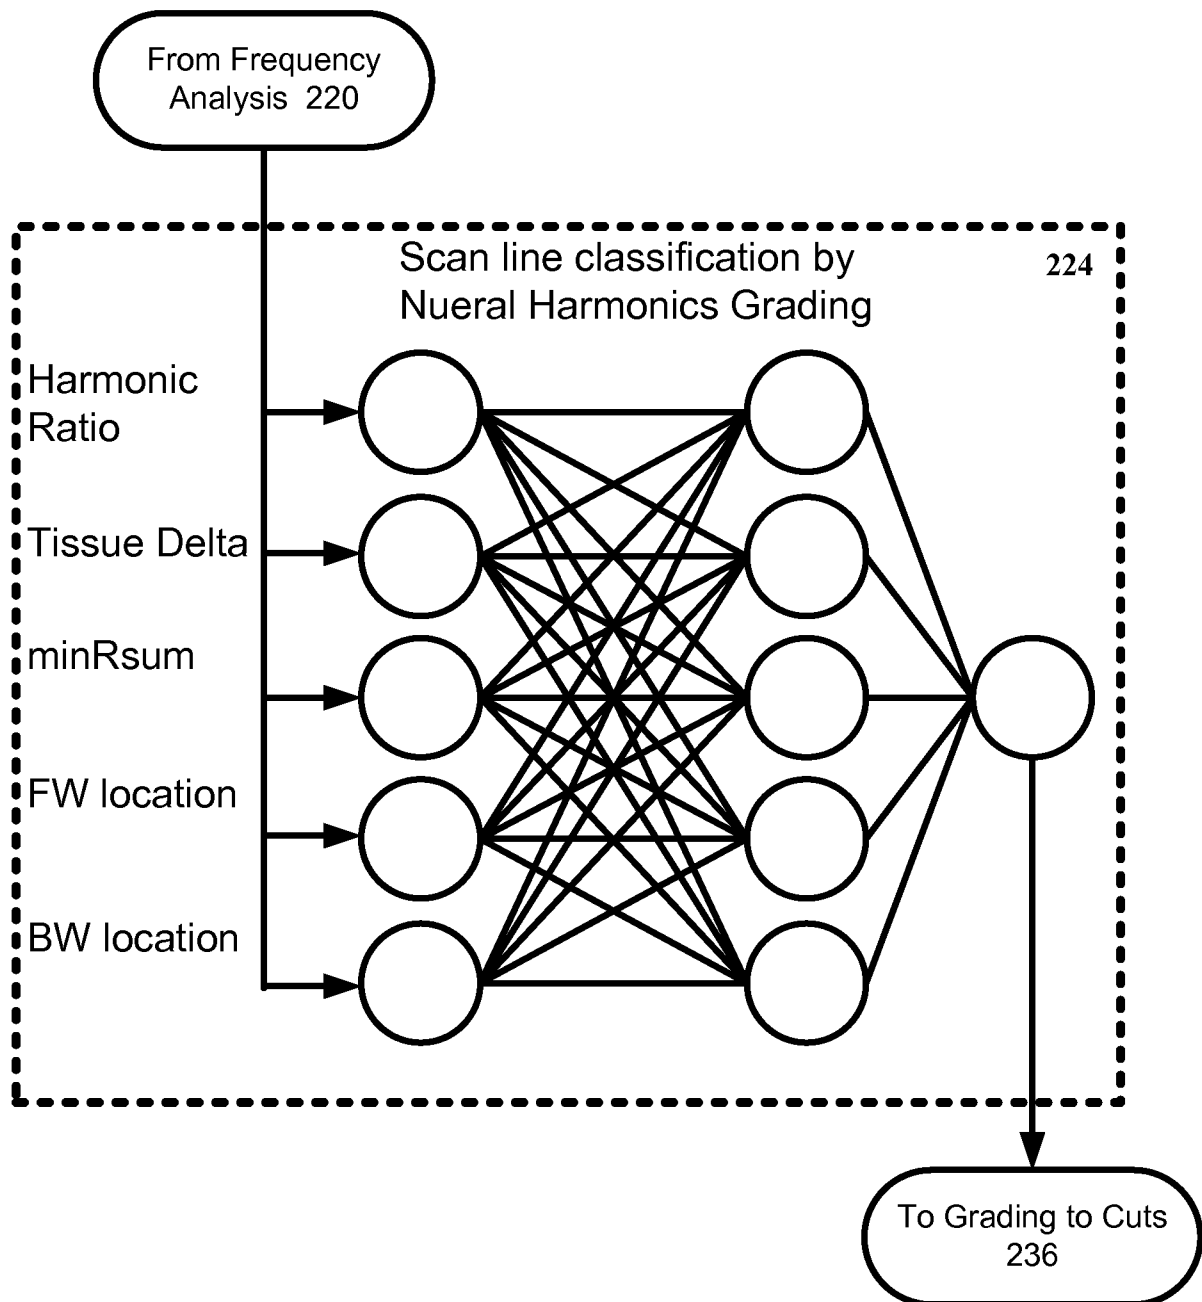 From Frequency
Analysis 220
Scan line classification by
Nueral Harmonics Grading
224
Harmonic
Ratio
Tissue Delta
minRsum
FW location
BW location
To Grading to Cuts
236